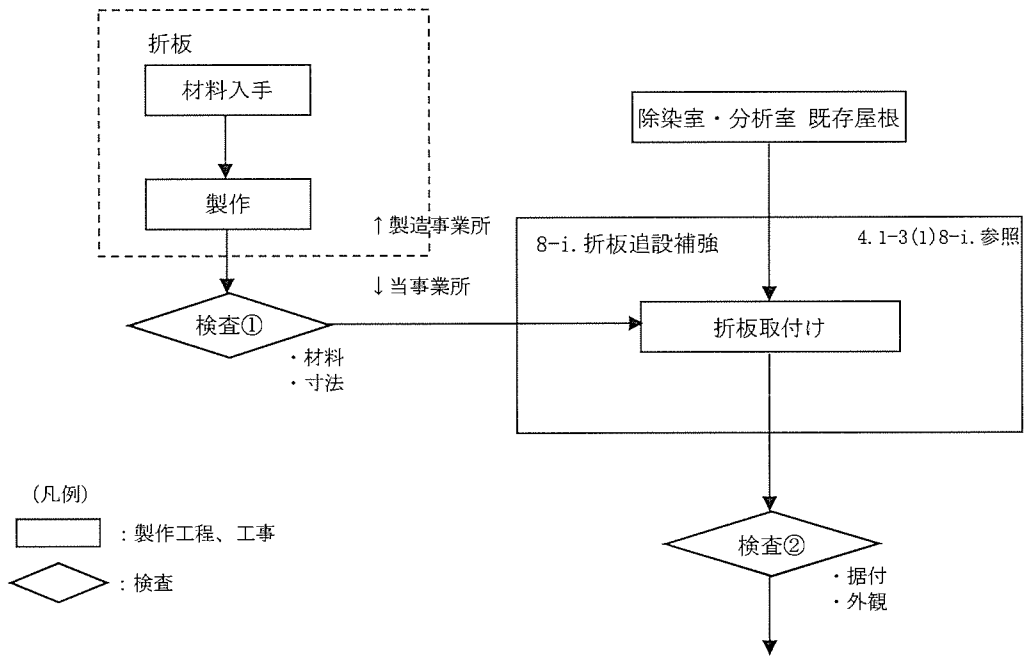 折板
材料入手
製作
↑製造事業所
↓当事業所
検査①
・材料
・寸法
除染室・分析室 既存屋根
8-i.折板追設補強
4.1-3(1)8-i.参照
折板取付け
検査②
・据付
・外観
(凡例)
：製作工程、工事
：検査